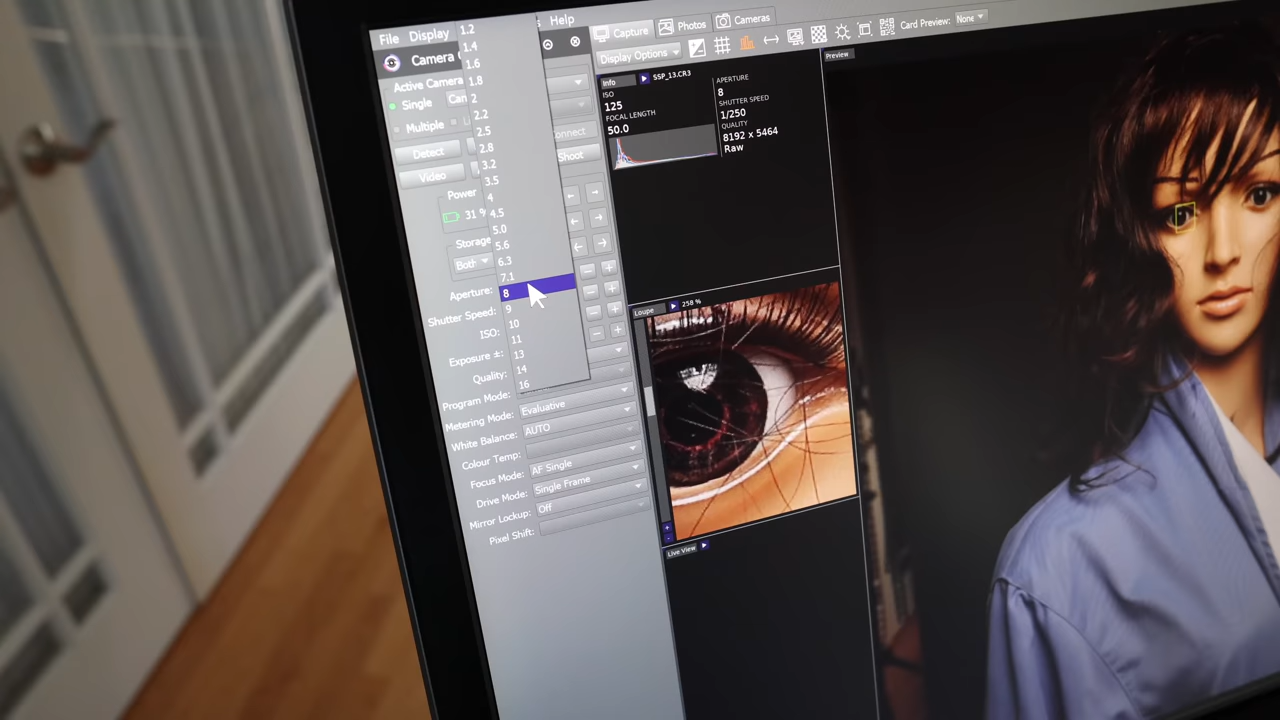 File Display Help
Camera
Active Camera
Single
Multiple
Detect
Video
Shoot
Power
31 %
Storage
Both
1.2
1.4
1.6
1.8
2
2.2
2.5
2.8
3.2
3.5
4
4.5
5.0
5.6
6.3
7.1
8
9
10
11
13
14
16
Aperture:
Shutter Speed:
ISO:
Exposure ±:
Quality:
Program Mode:
Metering Mode: Evaluative
White Balance: AUTO
Colour Temp:
Focus Mode: AF Single
Drive Mode: Single Frame
Mirror Lockup: Off
Pixel Shift:
Capture Photos Cameras
Display Options Card Preview: None
Info SSP_13.CR3
ISO
125
FOCAL LENGTH
50.0
APERTURE
8
SHUTTER SPEED
1/250
QUALITY
8192 x 5464
Raw
Loupe 258 %
Live View
Preview